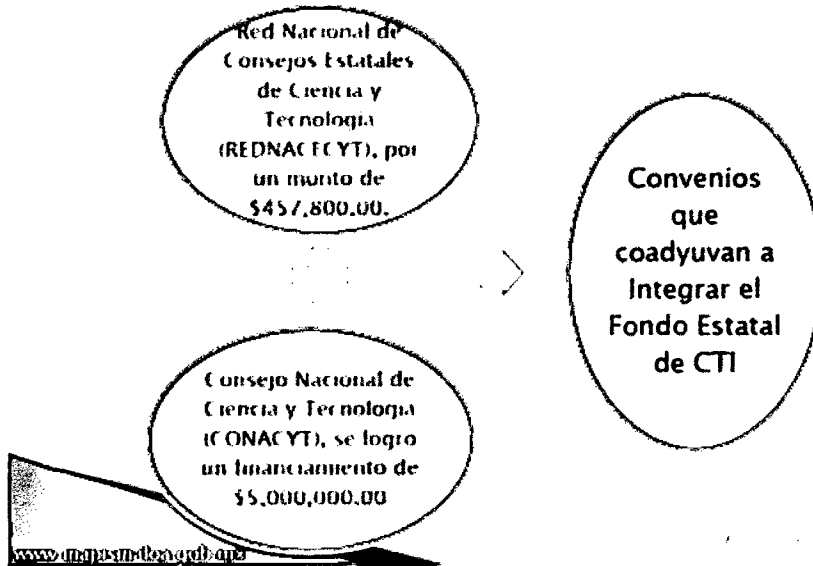 Red Nacional de
Consejos Estatales
de Ciencia y
Tecnología
(REDNACECYT), por
un monto de
$457,800.00.
Convenios
que
coadyuvan a
Integrar el
Fondo Estatal
de CTI
Consejo Nacional de
Ciencia y Tecnología
(CONACYT), se logro
un financiamiento de
$5,000,000.00